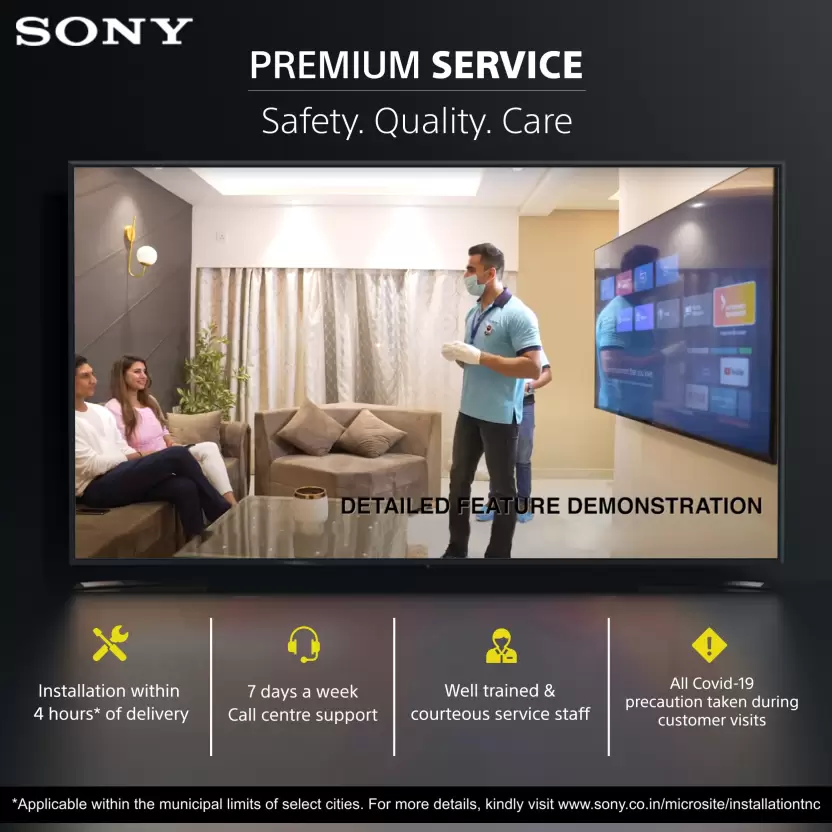 SONY
PREMIUM SERVICE
Safety. Quality. Care
DETAILED FEATURE DEMONSTRATION
Installation within
4 hours* of delivery
7 days a week
Call centre support
Well trained &
courteous service staff
All Covid-19
precaution taken during
customer visits
*Applicable within the municipal limits of select cities. For more details, kindly visit www.sony.co.in/microsite/installationtnc